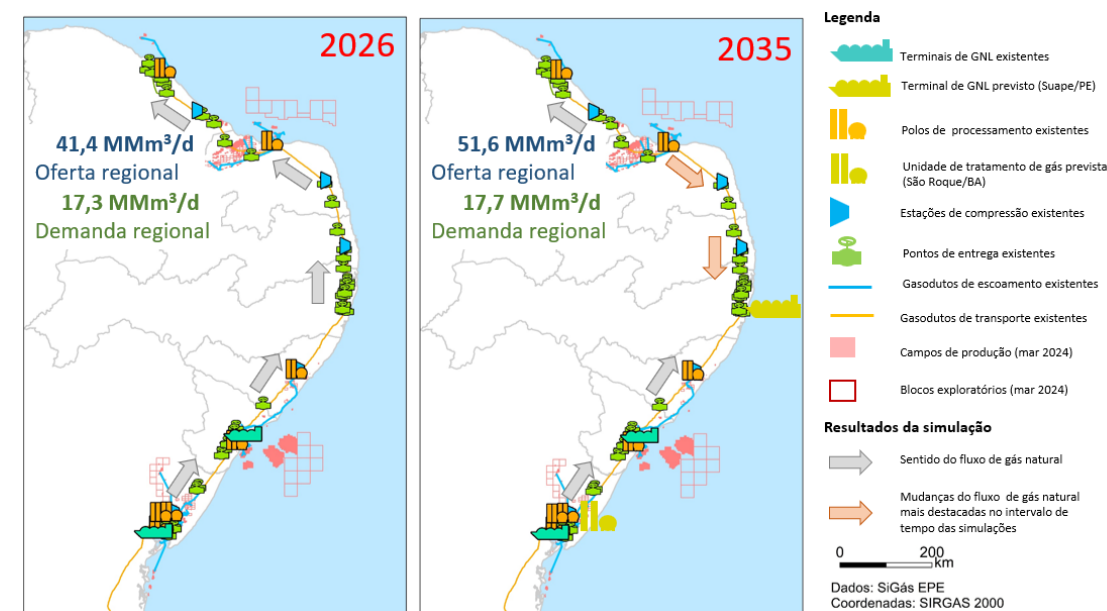 2026
41,4 MMm³/d
Oferta regional
17,3 MMm³/d
Demanda regional
2035
51,6 MMm³/d
Oferta regional
17,7 MMm³/d
Demanda regional
Legenda
Terminais de GNL existentes
Terminal de GNL previsto (Suape/PE)
Polos de processamento existentes
Unidade de tratamento de gás prevista
(São Roque/BA)
Estações de compressão existentes
Pontos de entrega existentes
Gasodutos de escoamento existentes
Gasodutos de transporte existentes
Campos de produção (mar 2024)
Blocos exploratórios (mar 2024)
Resultados da simulação
Sentido do fluxo de gás natural
Mudanças do fluxo de gás natural
mais destacadas no intervalo de
tempo das simulações
0 200
km
Dados: SiGás EPE
Coordenadas: SIRGAS 2000